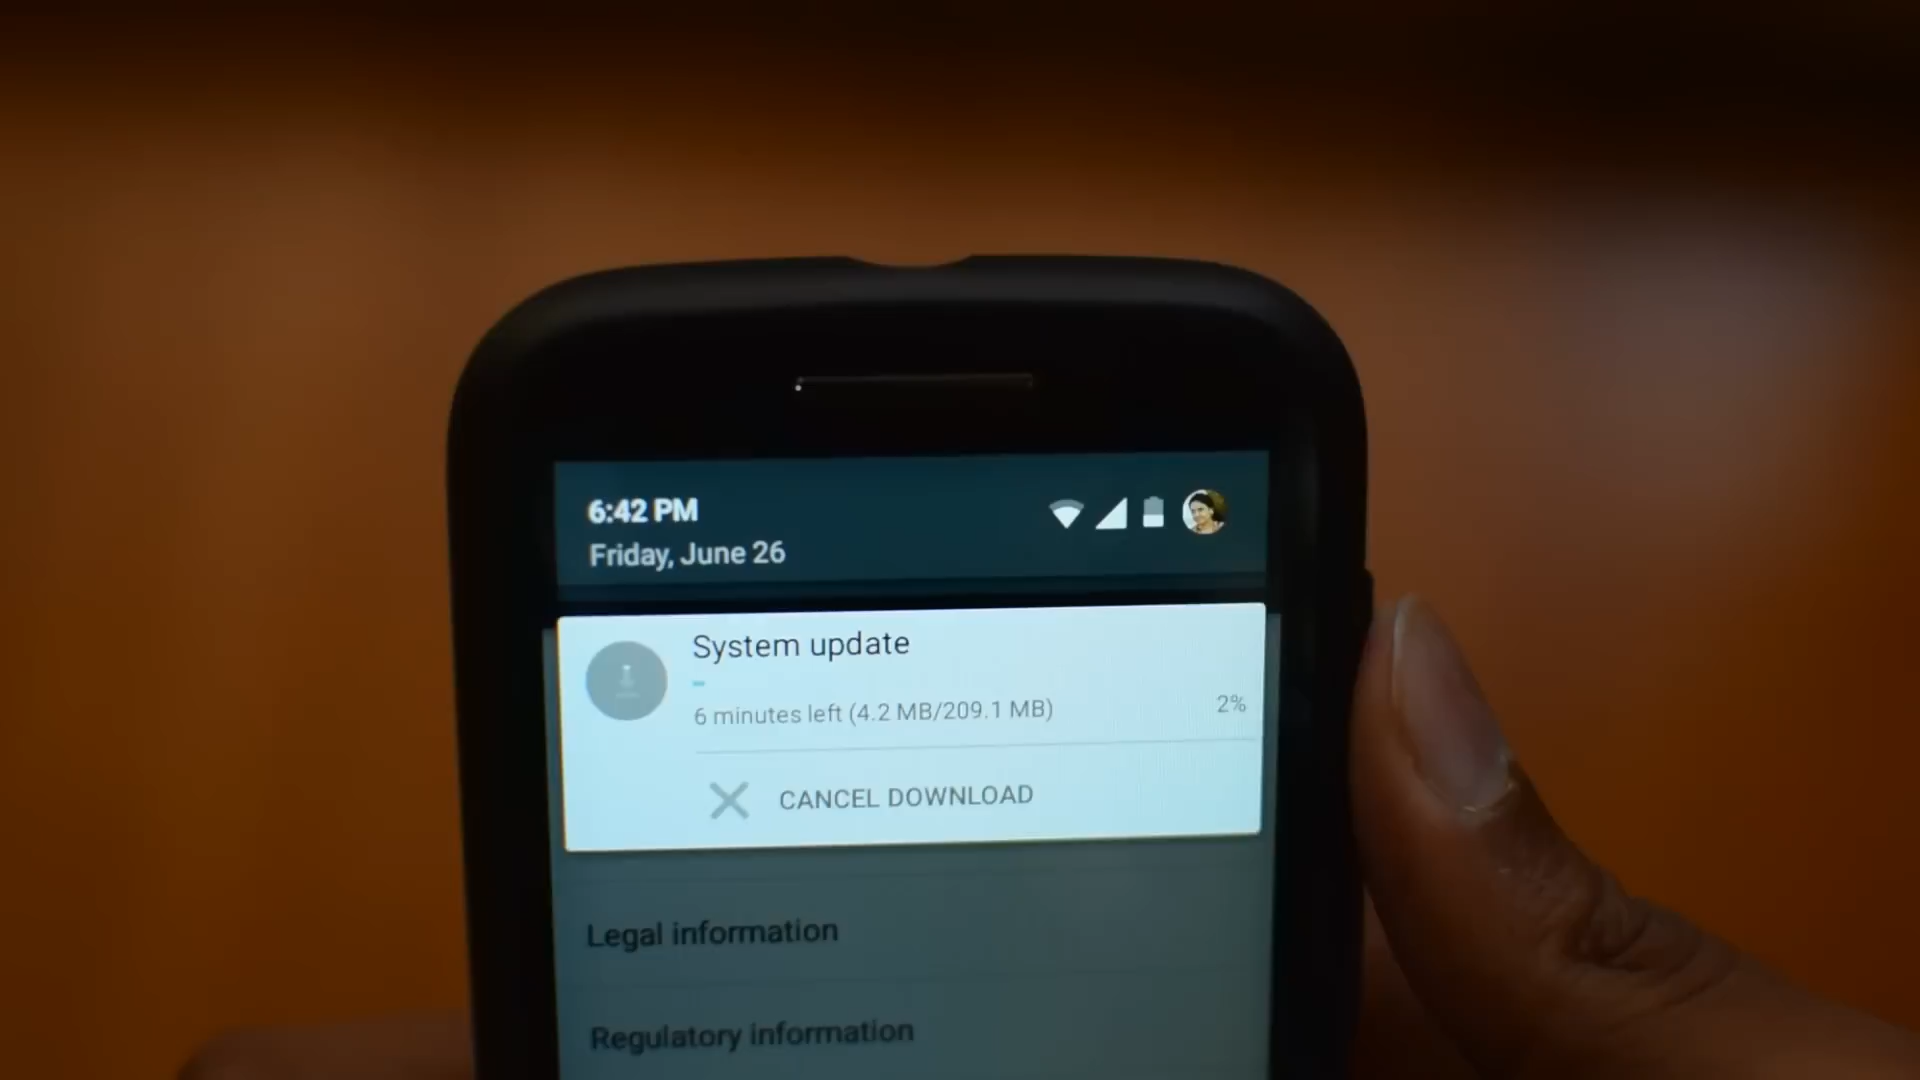 6:42 PM
Friday, June 26
System update
6 minutes left (4.2 MB/209.1 MB) 2%
CANCEL DOWNLOAD
Legal information
Regulatory information